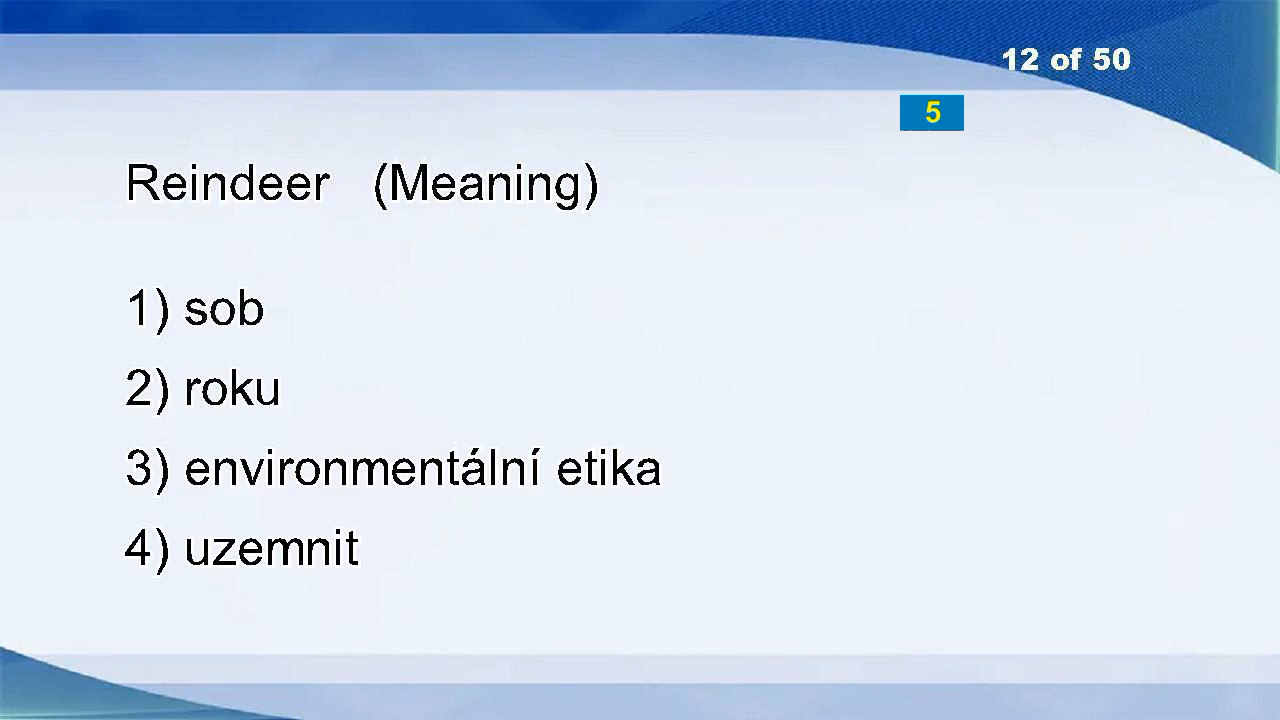 12 of 50
5
Reindeer (Meaning)
1) sob
2) roku
3) environmentální etika
4) uzemnit